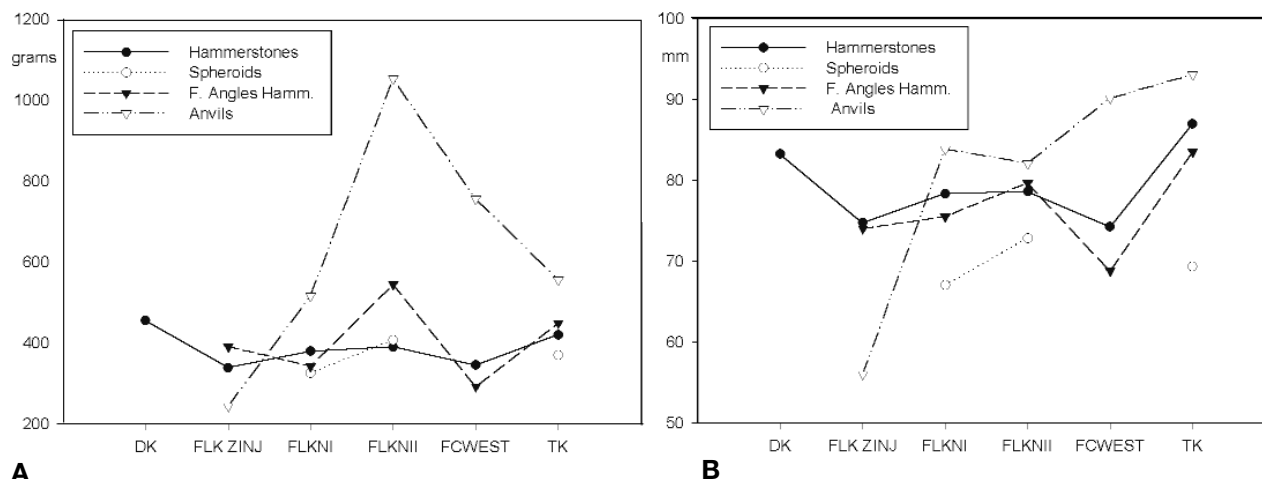 1200
grams
1000
800
600
400
200
Hammerstones
Spheroids
F. Angles Hamm.
Anvils
DK FLK ZINJ FLKNI FLKNII FCWEST TK
A
100
mm
90
80
70
60
50
Hammerstones
Spheroids
F. Angles Hamm.
Anvils
DK FLK ZINJ FLKNI FLKNII FCWEST TK
B